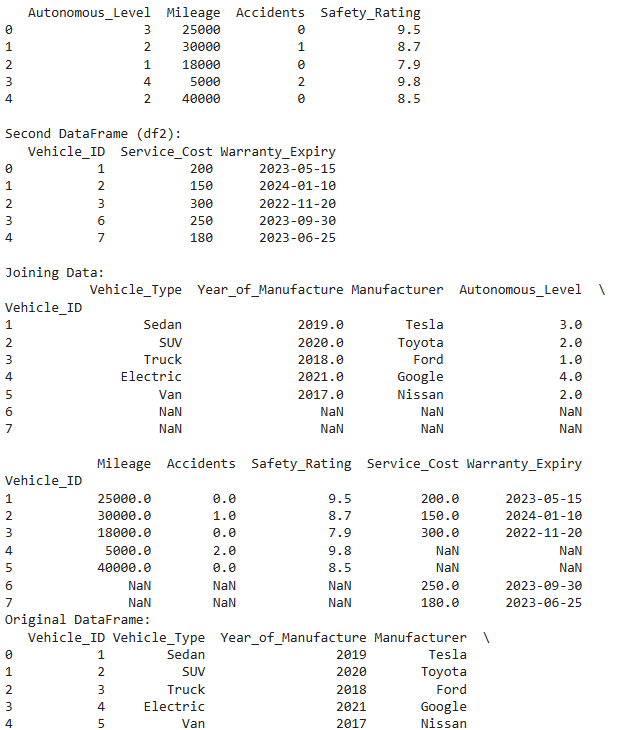 Autonomous_Level  Mileage  Accidents  Safety_Rating
0                 3    25000          0            9.5
1                 2    30000          1            8.7
2                 1    18000          0            7.9
3                 4     5000          2            9.8
4                 2    40000          0            8.5

Second DataFrame (df2):
   Vehicle_ID  Service_Cost Warranty_Expiry
0           1           200      2023-05-15
1           2           150      2024-01-10
2           3           300      2022-11-20
3           6           250      2023-09-30
4           7           180      2023-06-25

Joining Data:
           Vehicle_Type  Year_of_Manufacture Manufacturer  Autonomous_Level  \
Vehicle_ID
1                 Sedan               2019.0        Tesla               3.0
2                   SUV               2020.0       Toyota               2.0
3                 Truck               2018.0         Ford               1.0
4              Electric               2021.0       Google               4.0
5                   Van               2017.0       Nissan               2.0
6                   NaN                  NaN          NaN               NaN
7                   NaN                  NaN          NaN               NaN

            Mileage  Accidents  Safety_Rating  Service_Cost Warranty_Expiry
Vehicle_ID
1           25000.0        0.0            9.5         200.0      2023-05-15
2           30000.0        1.0            8.7         150.0      2024-01-10
3           18000.0        0.0            7.9         300.0      2022-11-20
4            5000.0        2.0            9.8           NaN             NaN
5           40000.0        0.0            8.5           NaN             NaN
6               NaN        NaN            NaN         250.0      2023-09-30
7               NaN        NaN            NaN         180.0      2023-06-25
Original DataFrame:
   Vehicle_ID Vehicle_Type  Year_of_Manufacture Manufacturer  \
0           1        Sedan                 2019        Tesla
1           2          SUV                 2020       Toyota
2           3        Truck                 2018         Ford
3           4     Electric                 2021       Google
4           5          Van                 2017       Nissan